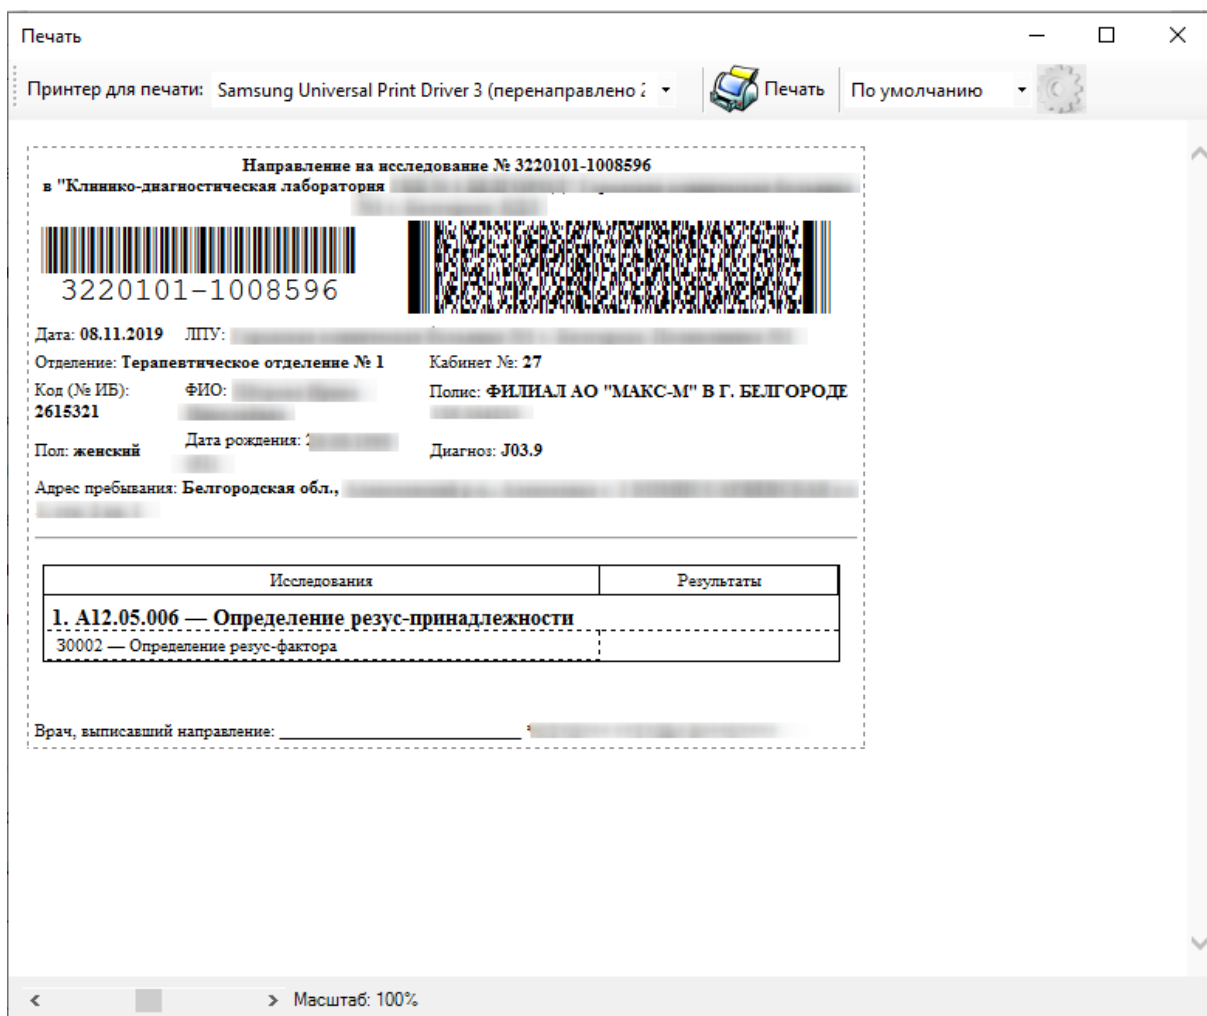 Печать
Принтер для печати: Samsung Universal Print Driver 3 (перенаправлено 2 Печать По умолчанию
Направление на исследование № 3220101-1008596
в "Клинико-диагностическая лаборатория
3220101-1008596
Дата: 08.11.2019 ЛПУ:
Отделение: Терапевтическое отделение № 1 Кабинет №: 27
Код (№ ИБ): ФИО: Полис: ФИЛИАЛ АО "МАКС-М" В Г. БЕЛГОРОДЕ
2615321
Пол: женский Дата рождения: Диагноз: J03.9
Адрес пребывания: Белгородская обл.,
Исследования Результаты
1. A12.05.006 — Определение резус-принадлежности
30002 — Определение резус-фактора
Врач, выписавший направление:
Масштаб: 100%